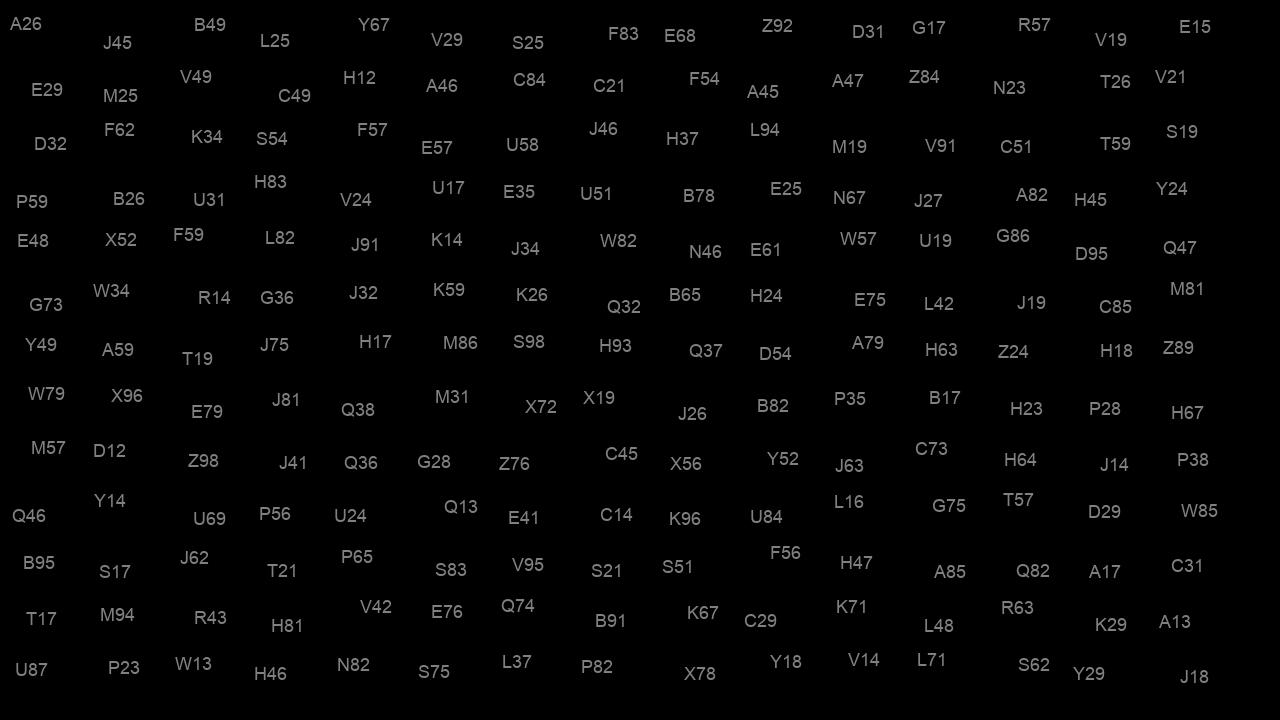 A26 J45 B49 L25 Y67 V29 S25 F83 E68 Z92 D31 G17 R57 V19 E15
E29 M25 V49 C49 H12 A46 C84 C21 F54 A45 A47 Z84 N23 T26 V21
D32 F62 K34 S54 F57 E57 U58 J46 H37 L94 M19 V91 C51 T59 S19
P59 B26 U31 H83 V24 U17 E35 U51 B78 E25 N67 J27 A82 H45 Y24
E48 X52 F59 L82 J91 K14 J34 W82 N46 E61 W57 U19 G86 D95 Q47
G73 W34 R14 G36 J32 K59 K26 Q32 B65 H24 E75 L42 J19 C85 M81
Y49 A59 T19 J75 H17 M86 S98 H93 Q37 D54 A79 H63 Z24 H18 Z89
W79 X96 E79 J81 Q38 M31 X72 X19 J26 B82 P35 B17 H23 P28 H67
M57 D12 Z98 J41 Q36 G28 Z76 C45 X56 Y52 J63 C73 H64 J14 P38
Q46 Y14 U69 P56 U24 Q13 E41 C14 K96 U84 L16 G75 T57 D29 W85
B95 S17 J62 T21 P65 S83 V95 S21 S51 F56 H47 A85 Q82 A17 C31
T17 M94 R43 H81 V42 E76 Q74 B91 K67 C29 K71 L48 R63 K29 A13
U87 P23 W13 H46 N82 S75 L37 P82 X78 Y18 V14 L71 S62 Y29 J18